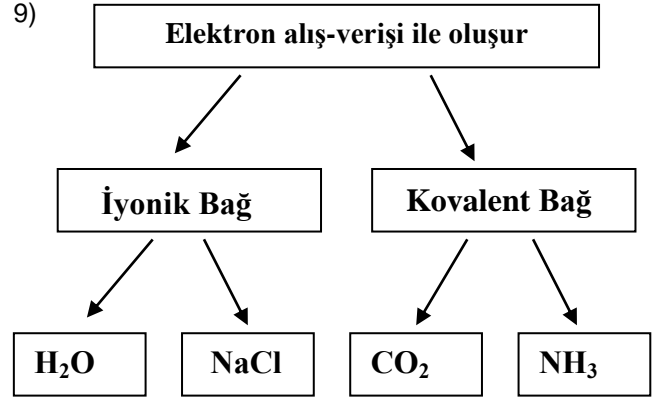 9)
Elektron alış-verişi ile oluşur
İyonik Bağ
Kovalent Bağ
H₂O
NaCl
CO₂
NH₃